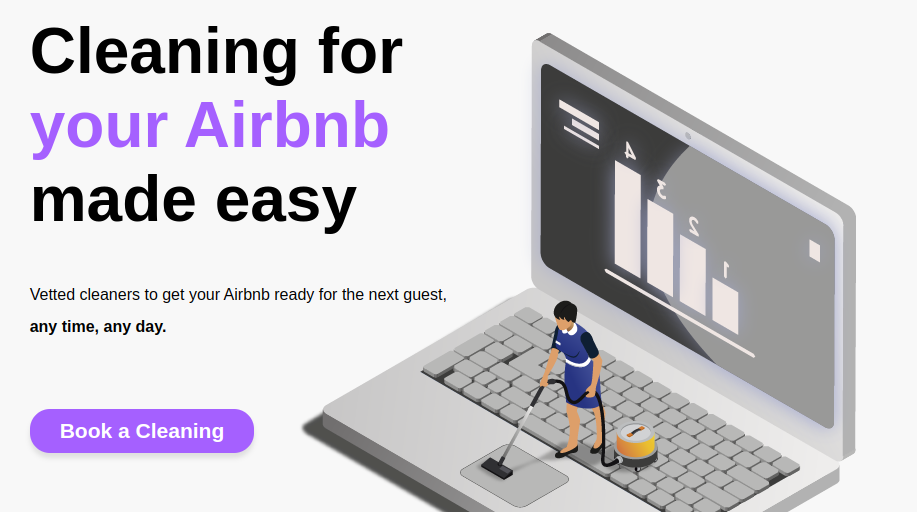 Cleaning for
your Airbnb
made easy
Vetted cleaners to get your Airbnb ready for the next guest,
any time, any day.
Book a Cleaning
4
3
2
1